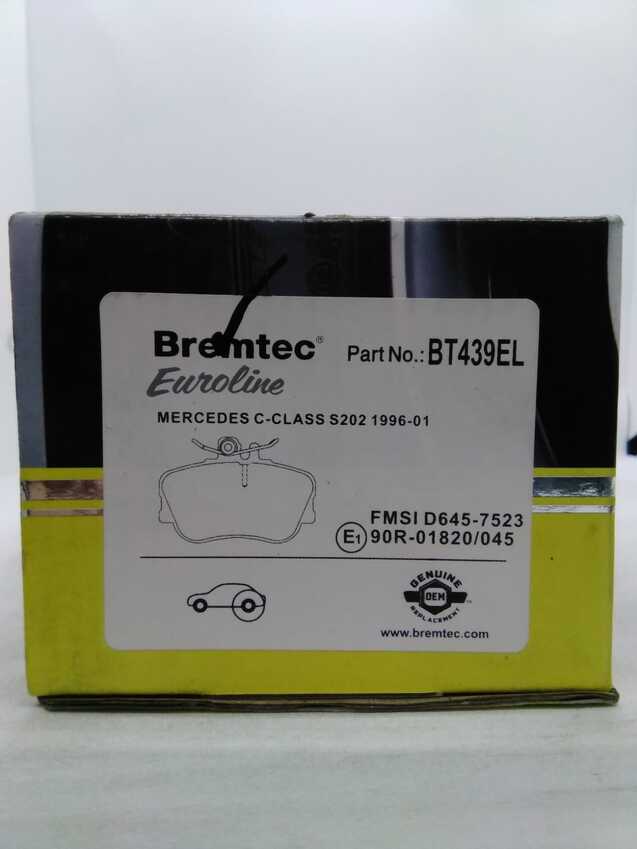 Bremtec®
Part No.: BT439EL
Euroline
MERCEDES C-CLASS S202 1996-01
FMSI D645-7523
E1 90R-01820/045
GENUINE
OEM
REPLACEMENT
www.bremtec.com